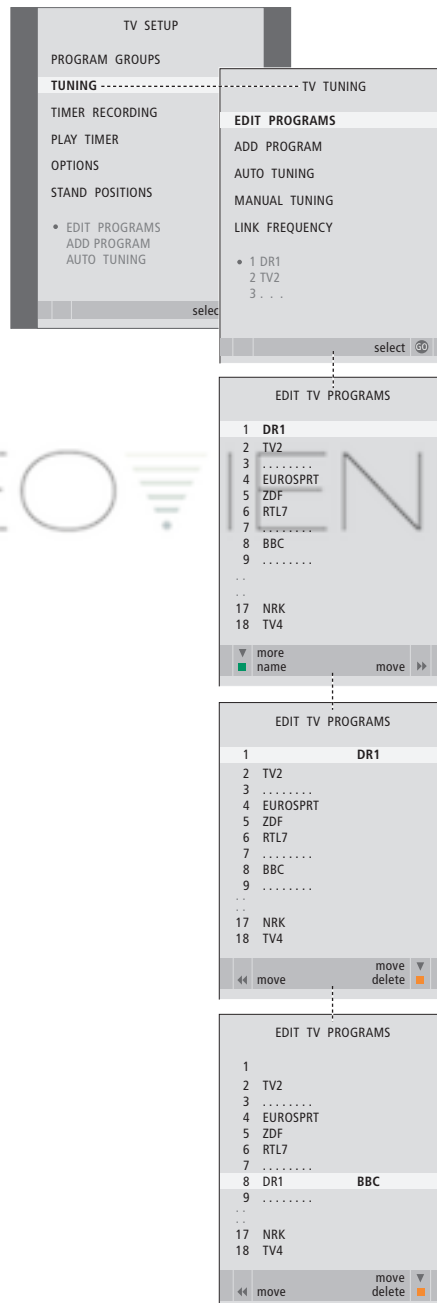 TV SETUP
PROGRAM GROUPS
TUNING
TIMER RECORDING
PLAY TIMER
OPTIONS
STAND POSITIONS
• EDIT PROGRAMS
ADD PROGRAM
AUTO TUNING
selec
TV TUNING
EDIT PROGRAMS
ADD PROGRAM
AUTO TUNING
MANUAL TUNING
LINK FREQUENCY
• 1 DR1
2 TV2
3 . . .
select GO
EDIT TV PROGRAMS
1 DR1
2 TV2
3 ........
4 EUROSPRT
5 ZDF
6 RTL7
7 ........
8 BBC
9 ........
. .
. .
17 NRK
18 TV4
▼ more
name move ▶▶
EDIT TV PROGRAMS
1 DR1
2 TV2
3 ........
4 EUROSPRT
5 ZDF
6 RTL7
7 ........
8 BBC
9 ........
. .
. .
17 NRK
18 TV4
move ▼
◀◀ move delete
EDIT TV PROGRAMS
1
2 TV2
3 ........
4 EUROSPRT
5 ZDF
6 RTL7
7 ........
8 DR1 BBC
9 ........
. .
. .
17 NRK
18 TV4
move ▼
◀◀ move delete